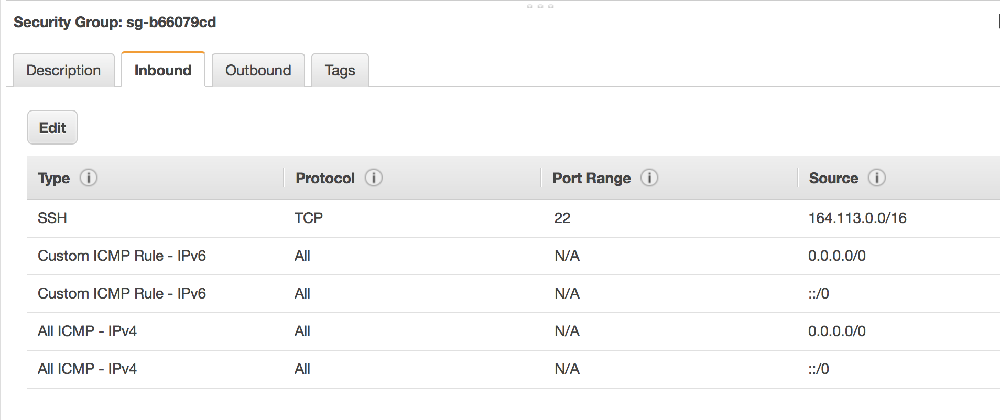 Security Group: sg-b66079cd
Description Inbound Outbound Tags
Edit
Type Protocol Port Range Source
SSH TCP 22 164.113.0.0/16
Custom ICMP Rule - IPv6 All N/A 0.0.0.0/0
Custom ICMP Rule - IPv6 All N/A ::/0
All ICMP - IPv4 All N/A 0.0.0.0/0
All ICMP - IPv4 All N/A ::/0